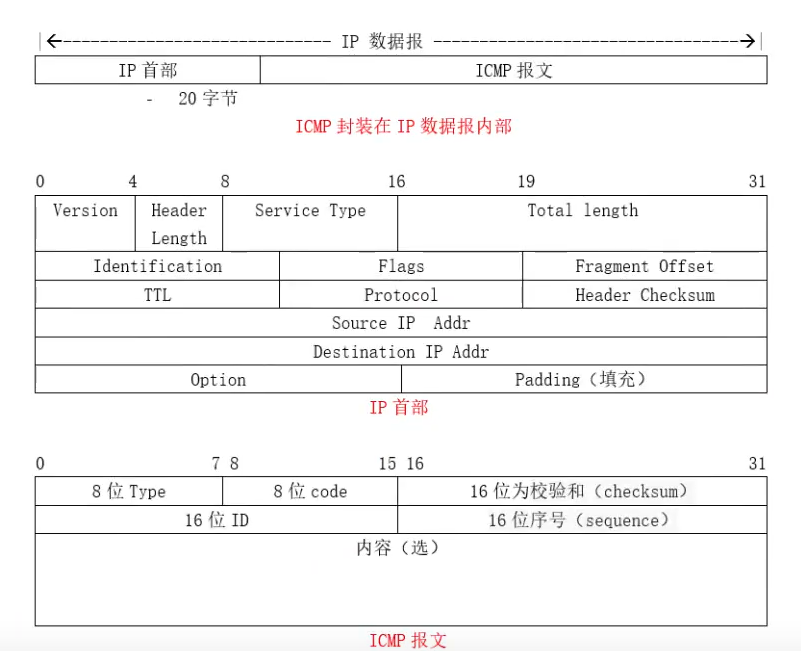 IP 数据报
IP 首部 ICMP 报文
- 20 字节
ICMP 封装在 IP 数据报内部
0 4 8 16 19 31
Version Header Service Type Total length
Length
Identification Flags Fragment Offset
TTL Protocol Header Checksum
Source IP Addr
Destination IP Addr
Option Padding（填充）
IP 首部
0 7 8 15 16 31
8 位 Type 8 位 code 16 位为校验和（checksum）
16 位 ID 16 位序号（sequence）
内容（选）
ICMP 报文